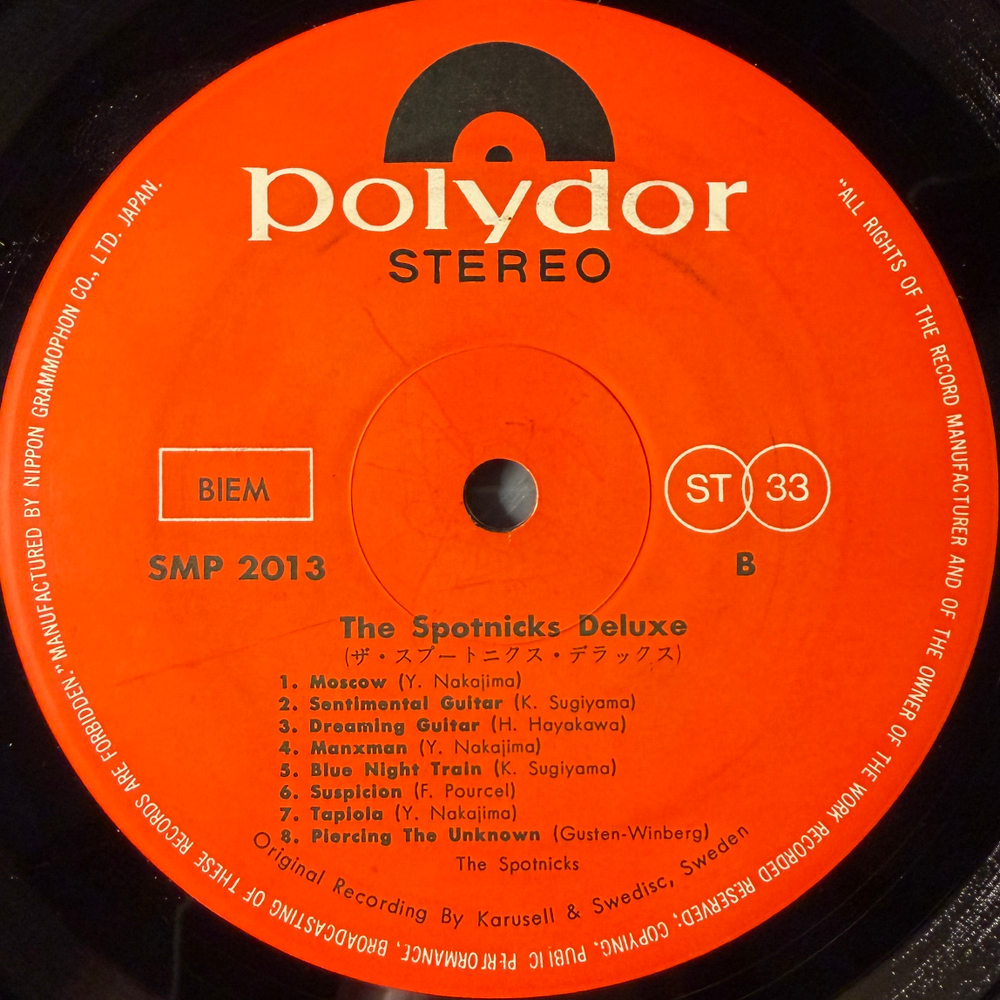 polydor
STEREO
BIEM
ST 33
SMP 2013
B
The Spotnicks Deluxe
(ザ・スプートニクス・デラックス)
1. Moscow (Y. Nakajima)
2. Sentimental Guitar (K. Sugiyama)
3. Dreaming Guitar (H. Hayakawa)
4. Manxman (Y. Nakajima)
5. Blue Night Train (K. Sugiyama)
6. Suspicion (F. Pourcel)
7. Tapiola (Y. Nakajima)
8. Piercing The Unknown (Gusten-Winberg)
The Spotnicks
Original Recording By Karusell & Swedisc, Sweden
"ALL RIGHTS OF THE RECORD MANUFACTURER AND OF THE OWNER OF THE WORK RECORDED RESERVED; COPYING, PUBLIC PERFORMANCE, BROADCASTING OF THESE RECORDS ARE FORBIDDEN." MANUFACTURED BY NIPPON GRAMMOPHON CO., LTD. JAPAN.